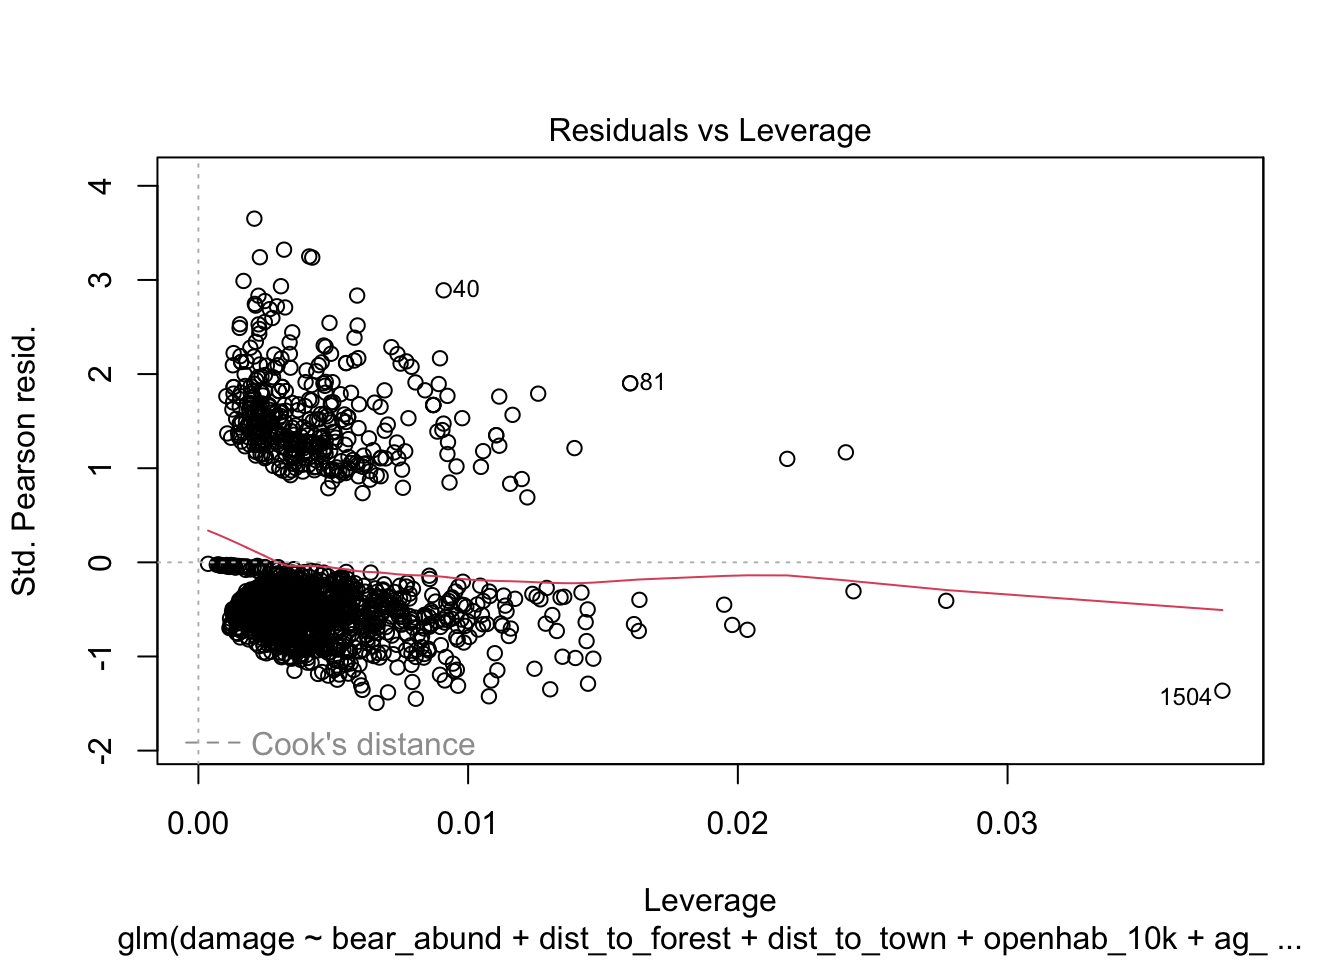 Residuals vs Leverage
Std. Pearson resid.
4
3
2
1
0
-1
-2
40
81
1504
Cook's distance
0.00 0.01 0.02 0.03
Leverage
glm(damage ~ bear_abund + dist_to_forest + dist_to_town + openhab_10k + ag_ ...